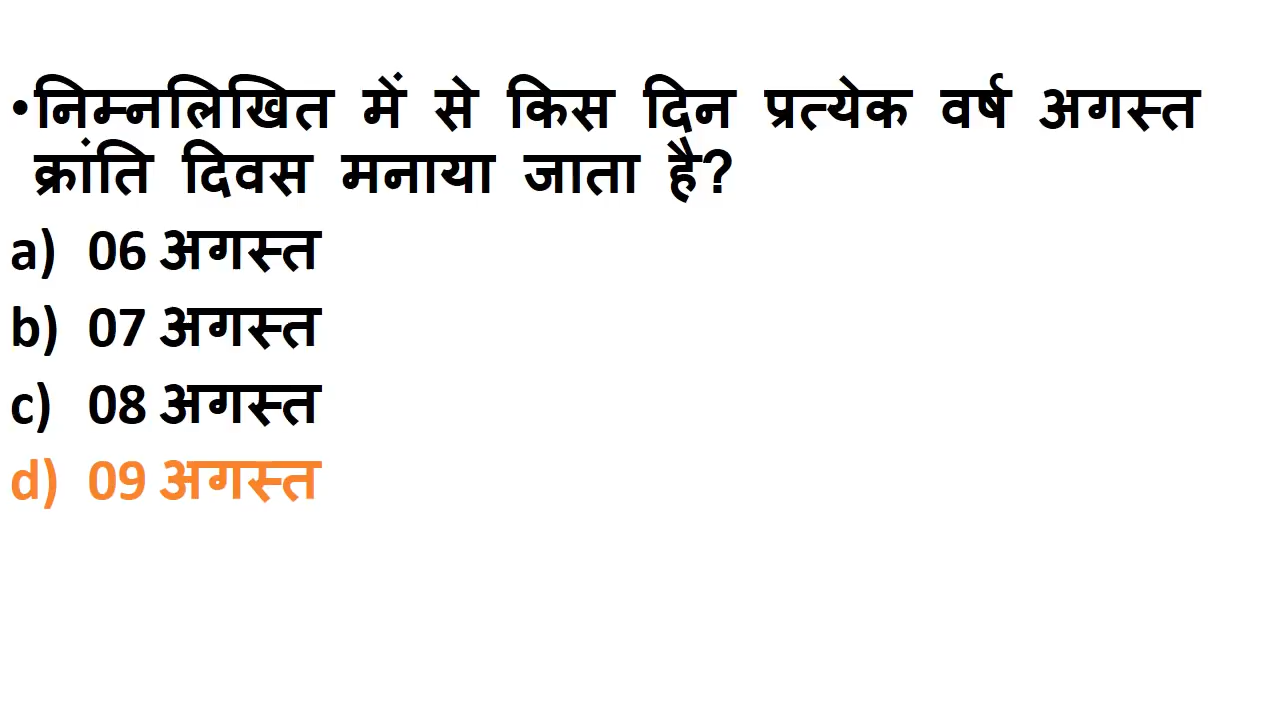 •निम्नलिखित में से किस दिन प्रत्येक वर्ष अगस्त
क्रांति दिवस मनाया जाता है?
a) 06 अगस्त
b) 07 अगस्त
c) 08 अगस्त
d) 09 अगस्त